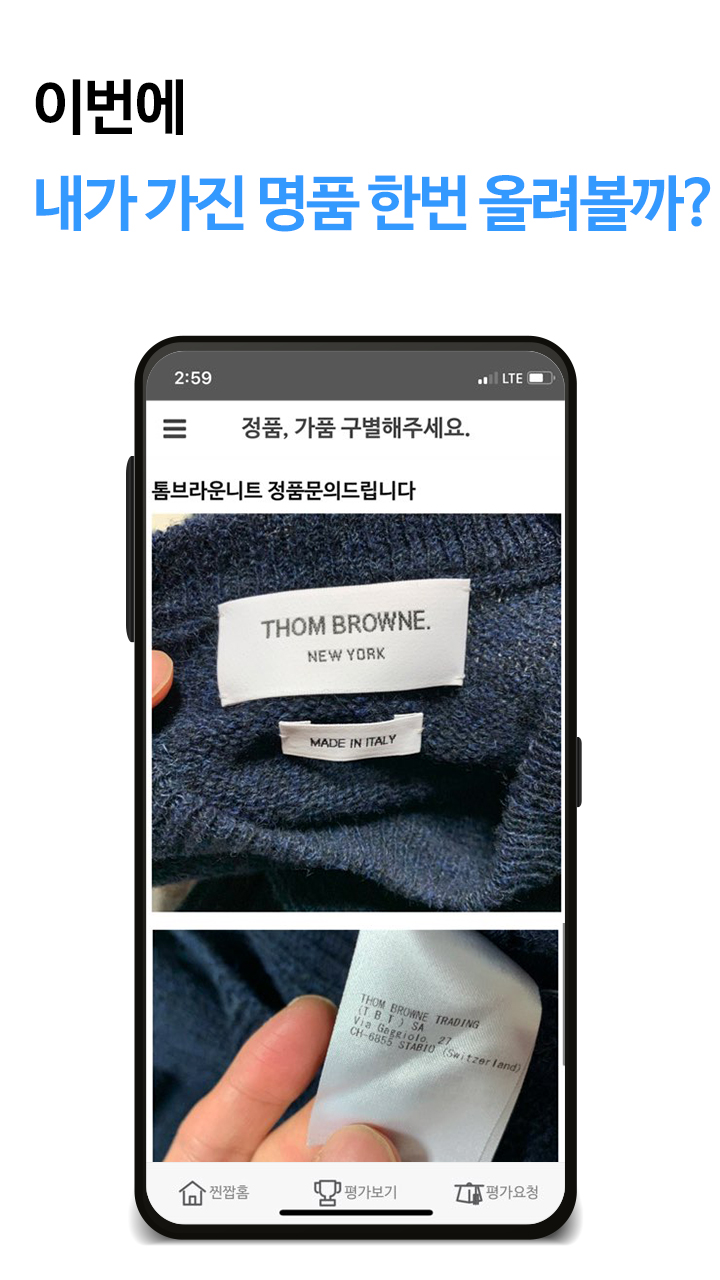 이번에
내가 가진 명품 한번 올려볼까?
2:59
LTE
정품, 가품 구별해주세요.
톰브라운니트 정품문의드립니다
THOM BROWNE.
NEW YORK
MADE IN ITALY
THOM BROWNE TRADING
(T.B.T.) SA
Via Gaggiolo, 27
CH-6855 STABIO (Switzerland)
찐짭홈
평가보기
평가요청